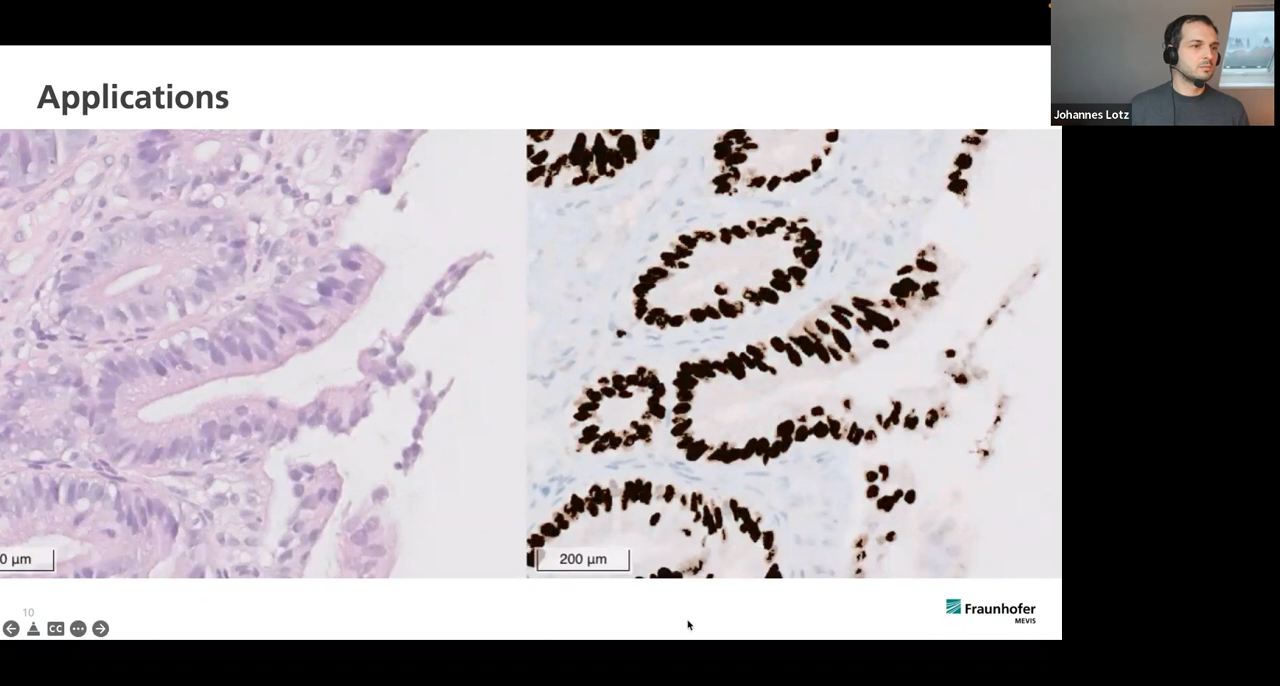 Applications
Johannes Lotz
0 µm
200 µm
10
CC
Fraunhofer
MEVIS